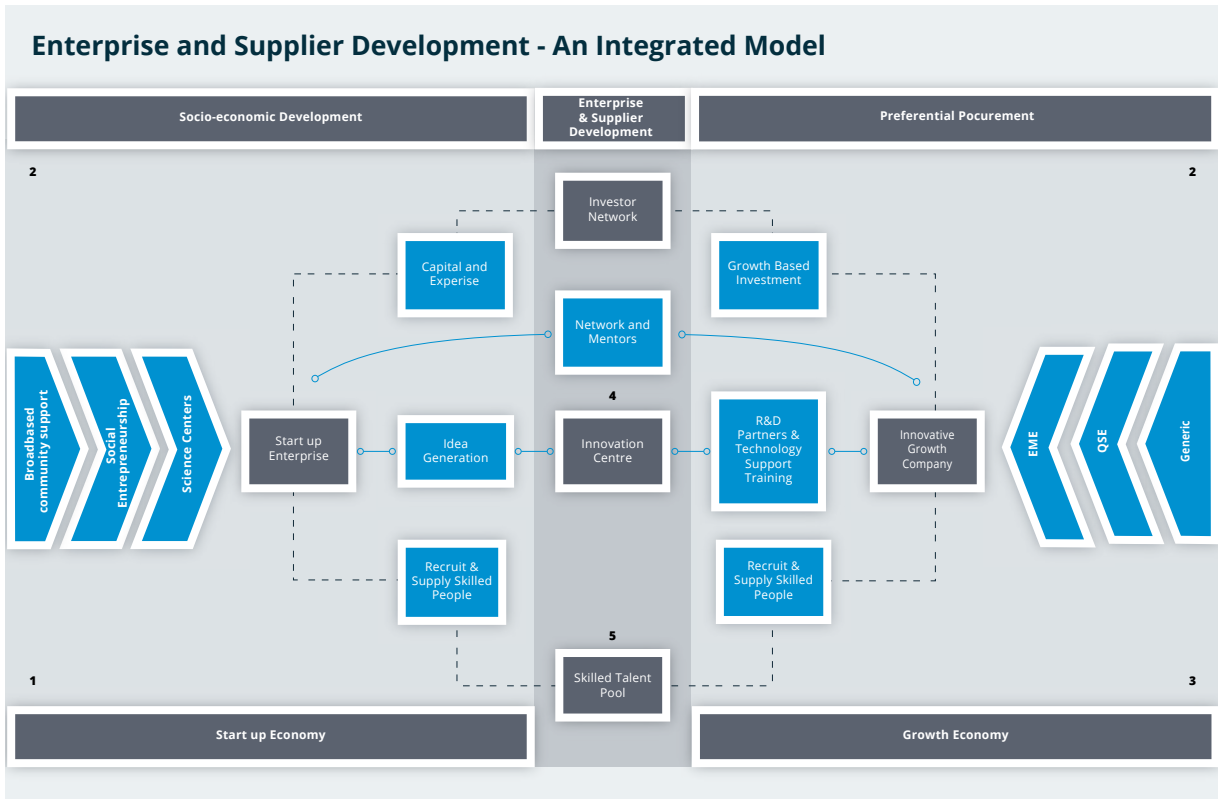 Enterprise and Supplier Development - An Integrated Model
Socio-economic Development
Enterprise
& Supplier
Development
Preferential Pocurement
2
2
Investor
Network
Capital and
Experise
Growth Based
Investment
Network and
Mentors
4
Broadbased
community support
Social
Entrepreneurship
Science Centers
Start up
Enterprise
Idea
Generation
Innovation
Centre
R&D
Partners &
Technology
Support
Training
Innovative
Growth
Company
EME
QSE
Generic
Recruit &
Supply Skilled
People
Recruit &
Supply Skilled
People
5
Skilled Talent
Pool
1
3
Start up Economy
Growth Economy